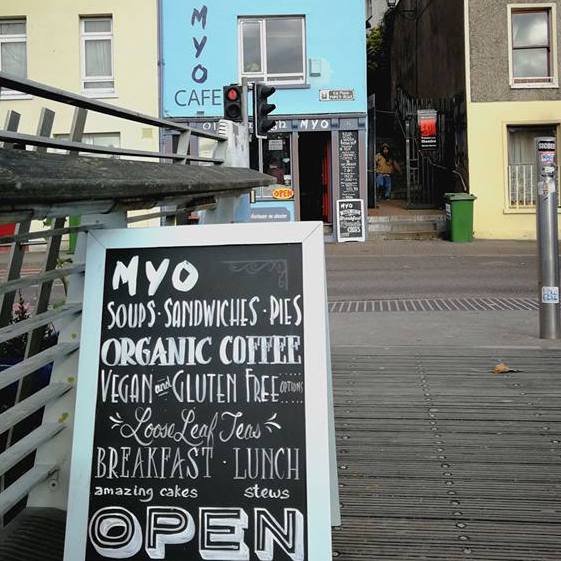 MYO
CAFE
MYO
OPEN
MYO
MYO
SOUPS · SANDWICHES · PIES
ORGANIC COFFEE
VEGAN and GLUTEN FREE OPTIONS
Loose Leaf Teas
BREAKFAST · LUNCH
amazing cakes stews
OPEN